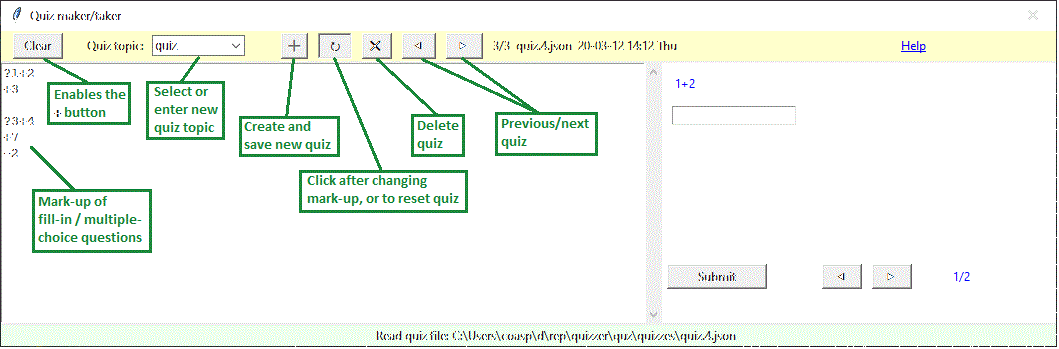 Quiz maker/taker
Clear Quiz topic: quiz + ↻ 3/3 quiz4.json 20-03-12 14:12 Thu Help
?1+2
+3
?3+4
+7
-2
Enables the
+ button
Select or
enter new
quiz topic
Create and
save new quiz
Click after changing
mark-up, or to reset quiz
Delete
quiz
Previous/next
quiz
Mark-up of
fill-in / multiple-
choice questions
1+2
Submit 1/2
Read quiz file: C:\Users\coasp\d\rep\quizzer\quz\quizzes\quiz4.json